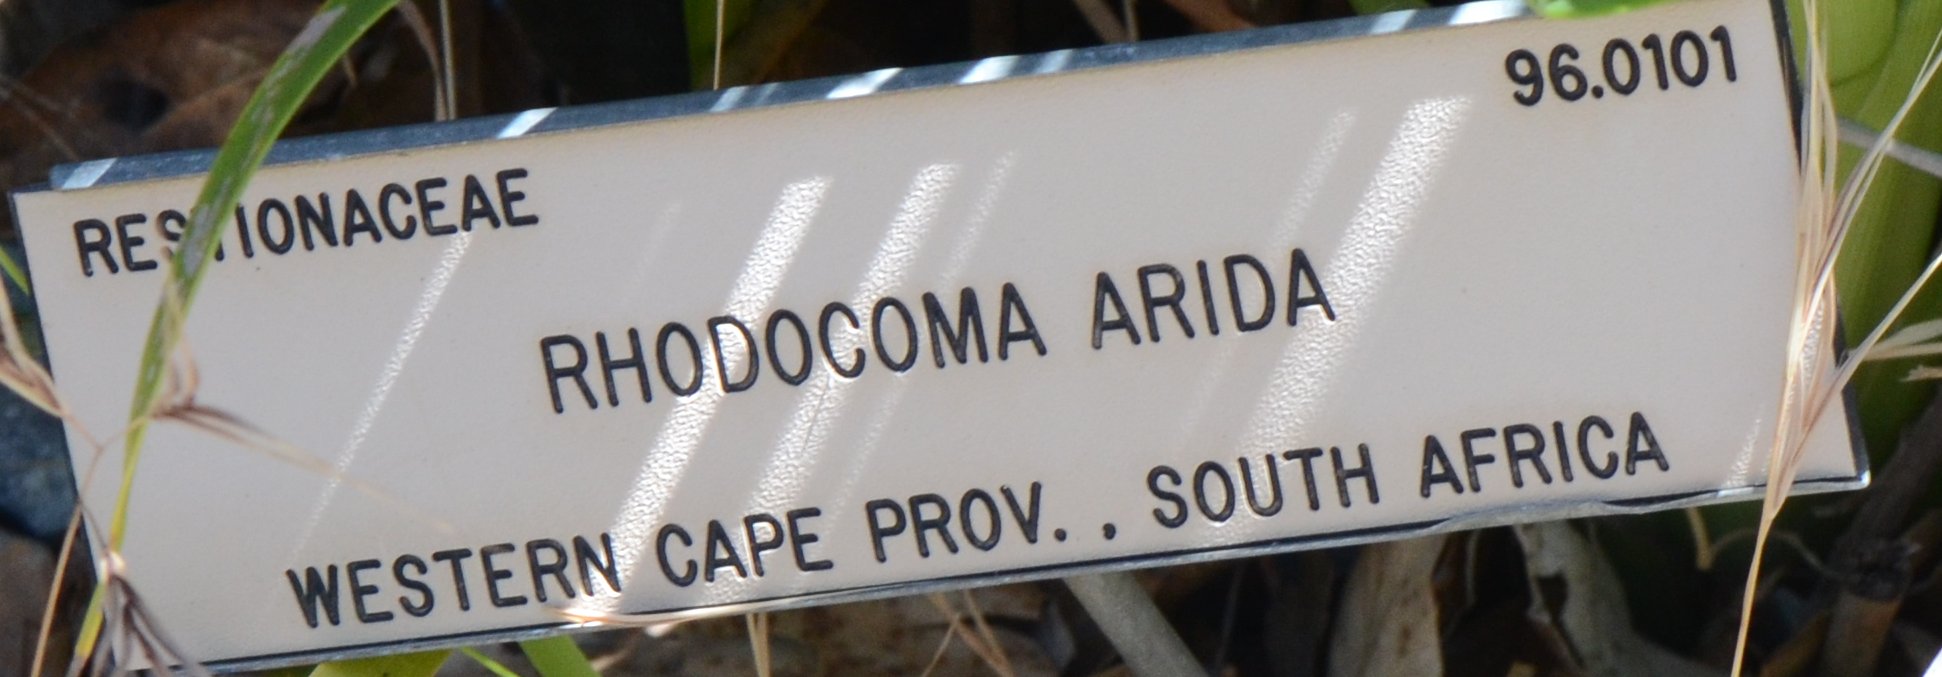 96.0101
RESTIONACEAE
RHODOCOMA ARIDA
WESTERN CAPE PROV., SOUTH AFRICA